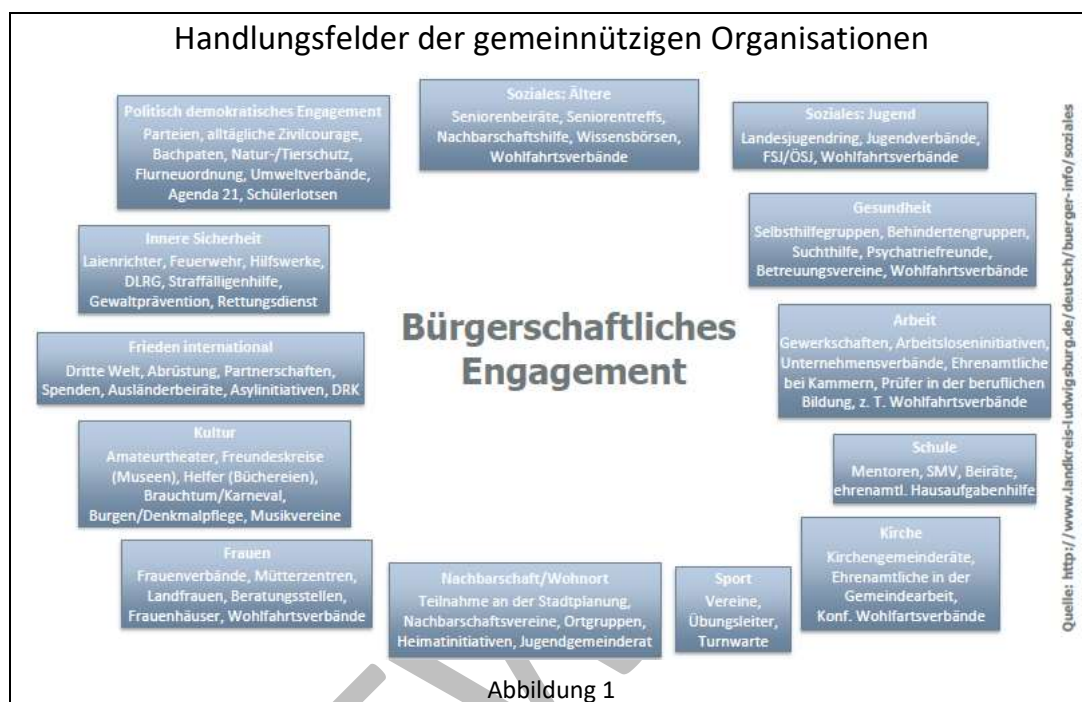 Handlungsfelder der gemeinnützigen Organisationen
Politisch demokratisches Engagement
Parteien, alltägliche Zivilcourage,
Bachpaten, Natur-/Tierschutz,
Flurneuordnung, Umweltverbände,
Agenda 21, Schülerlotsen
Soziales: Ältere
Seniorenbeiräte, Seniorentreffs,
Nachbarschaftshilfe, Wissensbörsen,
Wohlfahrtsverbände
Soziales: Jugend
Landesjugendring, Jugendverbände,
FSJ/ÖSJ, Wohlfahrtsverbände
Gesundheit
Selbsthilfegruppen, Behindertengruppen,
Suchthilfe, Psychatriefreunde,
Betreuungsvereine, Wohlfahrtsverbände
Innere Sicherheit
Laienrichter, Feuerwehr, Hilfswerke,
DLRG, Straffälligenhilfe,
Gewaltprävention, Rettungsdienst
Bürgerschaftliches
Engagement
Arbeit
Gewerkschaften, Arbeitsloseninitiativen,
Unternehmensverbände, Ehrenamtliche
bei Kammern, Prüfer in der beruflichen
Bildung, z. T. Wohlfahrtsverbände
Frieden international
Dritte Welt, Abrüstung, Partnerschaften,
Spenden, Ausländerbeiräte, Asylinitiativen, DRK
Kultur
Amateurtheater, Freundeskreise
(Museen), Helfer (Büchereien),
Brauchtum/Karneval,
Burgen/Denkmalpflege, Musikvereine
Schule
Mentoren, SMV, Beiräte,
ehrenamtl. Hausaufgabenhilfe
Kirche
Kirchengemeinderäte,
Ehrenamtliche in der
Gemeindearbeit,
Konf. Wohlfartsverbände
Frauen
Frauenverbände, Mütterzentren,
Landfrauen, Beratungsstellen,
Frauenhäuser, Wohlfahrtsverbände
Nachbarschaft/Wohnort
Teilnahme an der Stadtplanung,
Nachbarschaftsvereine, Ortgruppen,
Heimatinitiativen, Jugendgemeinderat
Sport
Vereine,
Übungsleiter,
Turnwarte
Quelle: http://www.landkreis-ludwigsburg.de/deutsch/buerger-info/soziales
Abbildung 1